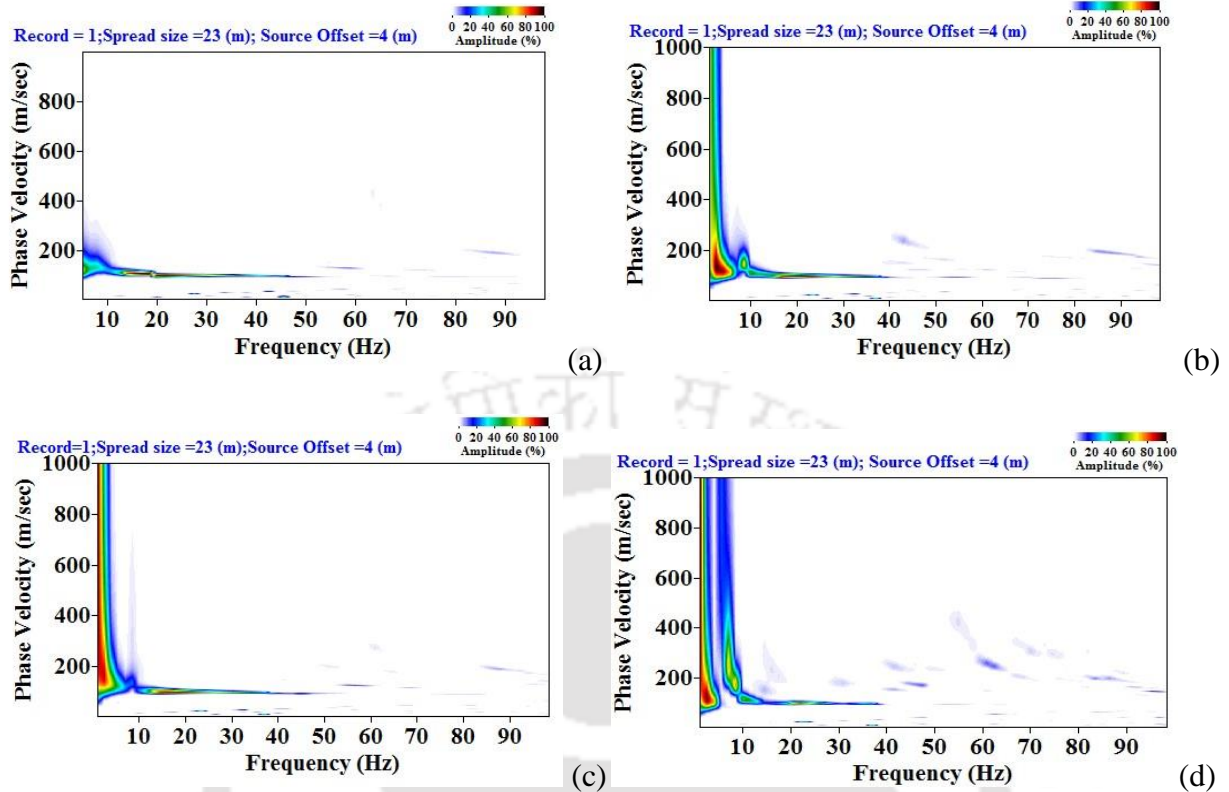 0 20 40 60 80 100
Amplitude (%)
Record = 1;Spread size =23 (m); Source Offset =4 (m)
800
600
400
200
Phase Velocity (m/sec)
10 20 30 40 50 60 70 80 90
Frequency (Hz)
(a)
0 20 40 60 80 100
Amplitude (%)
Record = 1;Spread size =23 (m); Source Offset =4 (m)
1000
800
600
400
200
Phase Velocity (m/sec)
10 20 30 40 50 60 70 80 90
Frequency (Hz)
(b)
0 20 40 60 80 100
Amplitude (%)
Record=1;Spread size =23 (m);Source Offset =4 (m)
1000
800
600
400
200
Phase Velocity (m/sec)
10 20 30 40 50 60 70 80 90
Frequency (Hz)
(c)
0 20 40 60 80 100
Amplitude (%)
Record = 1;Spread size =23 (m); Source Offset =4 (m)
1000
800
600
400
200
Phase Velocity (m/sec)
10 20 30 40 50 60 70 80 90
Frequency (Hz)
(d)